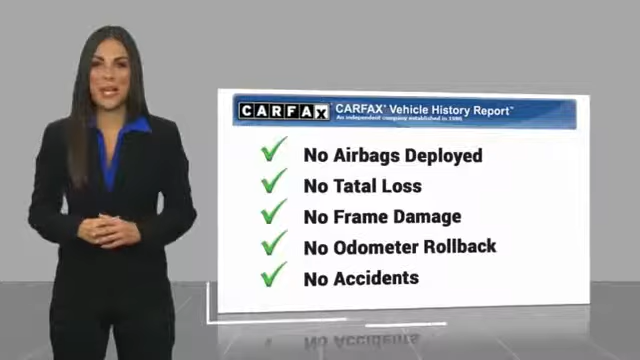 CARFAX CARFAX® Vehicle History Report™
An independent company established in 1986
No Airbags Deployed
No Tatal Loss
No Frame Damage
No Odometer Rollback
No Accidents